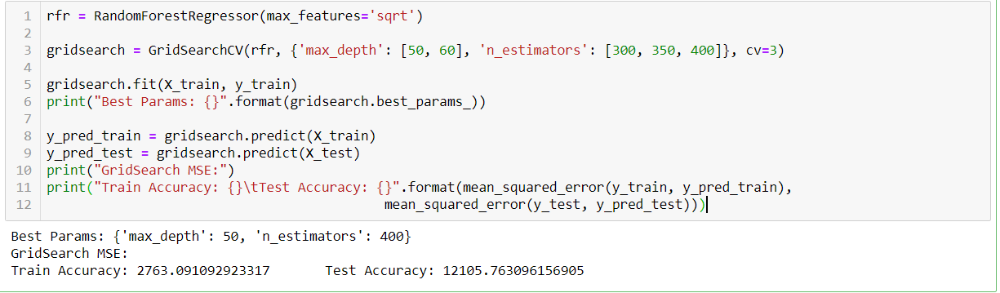 1 rfr = RandomForestRegressor(max_features='sqrt')
2
3 gridsearch = GridSearchCV(rfr, {'max_depth': [50, 60], 'n_estimators': [300, 350, 400]}, cv=3)
4
5 gridsearch.fit(X_train, y_train)
6 print("Best Params: {}".format(gridsearch.best_params_))
7
8 y_pred_train = gridsearch.predict(X_train)
9 y_pred_test = gridsearch.predict(X_test)
10 print("GridSearch MSE:")
11 print("Train Accuracy: {}\tTest Accuracy: {}".format(mean_squared_error(y_train, y_pred_train),
12                                            mean_squared_error(y_test, y_pred_test)))
Best Params: {'max_depth': 50, 'n_estimators': 400}
GridSearch MSE:
Train Accuracy: 2763.091092923317       Test Accuracy: 12105.763096156905